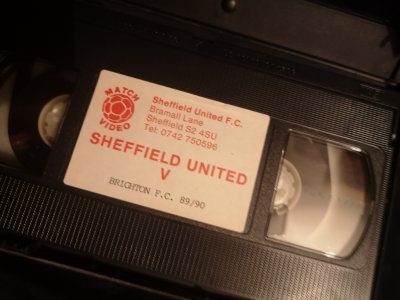 MATCH
VIDEO
Sheffield United F.C.
Bramall Lane
Sheffield S2 4SU
Tel: 0742 750596
SHEFFIELD UNITED
V
BRIGHTON F.C. 89/90